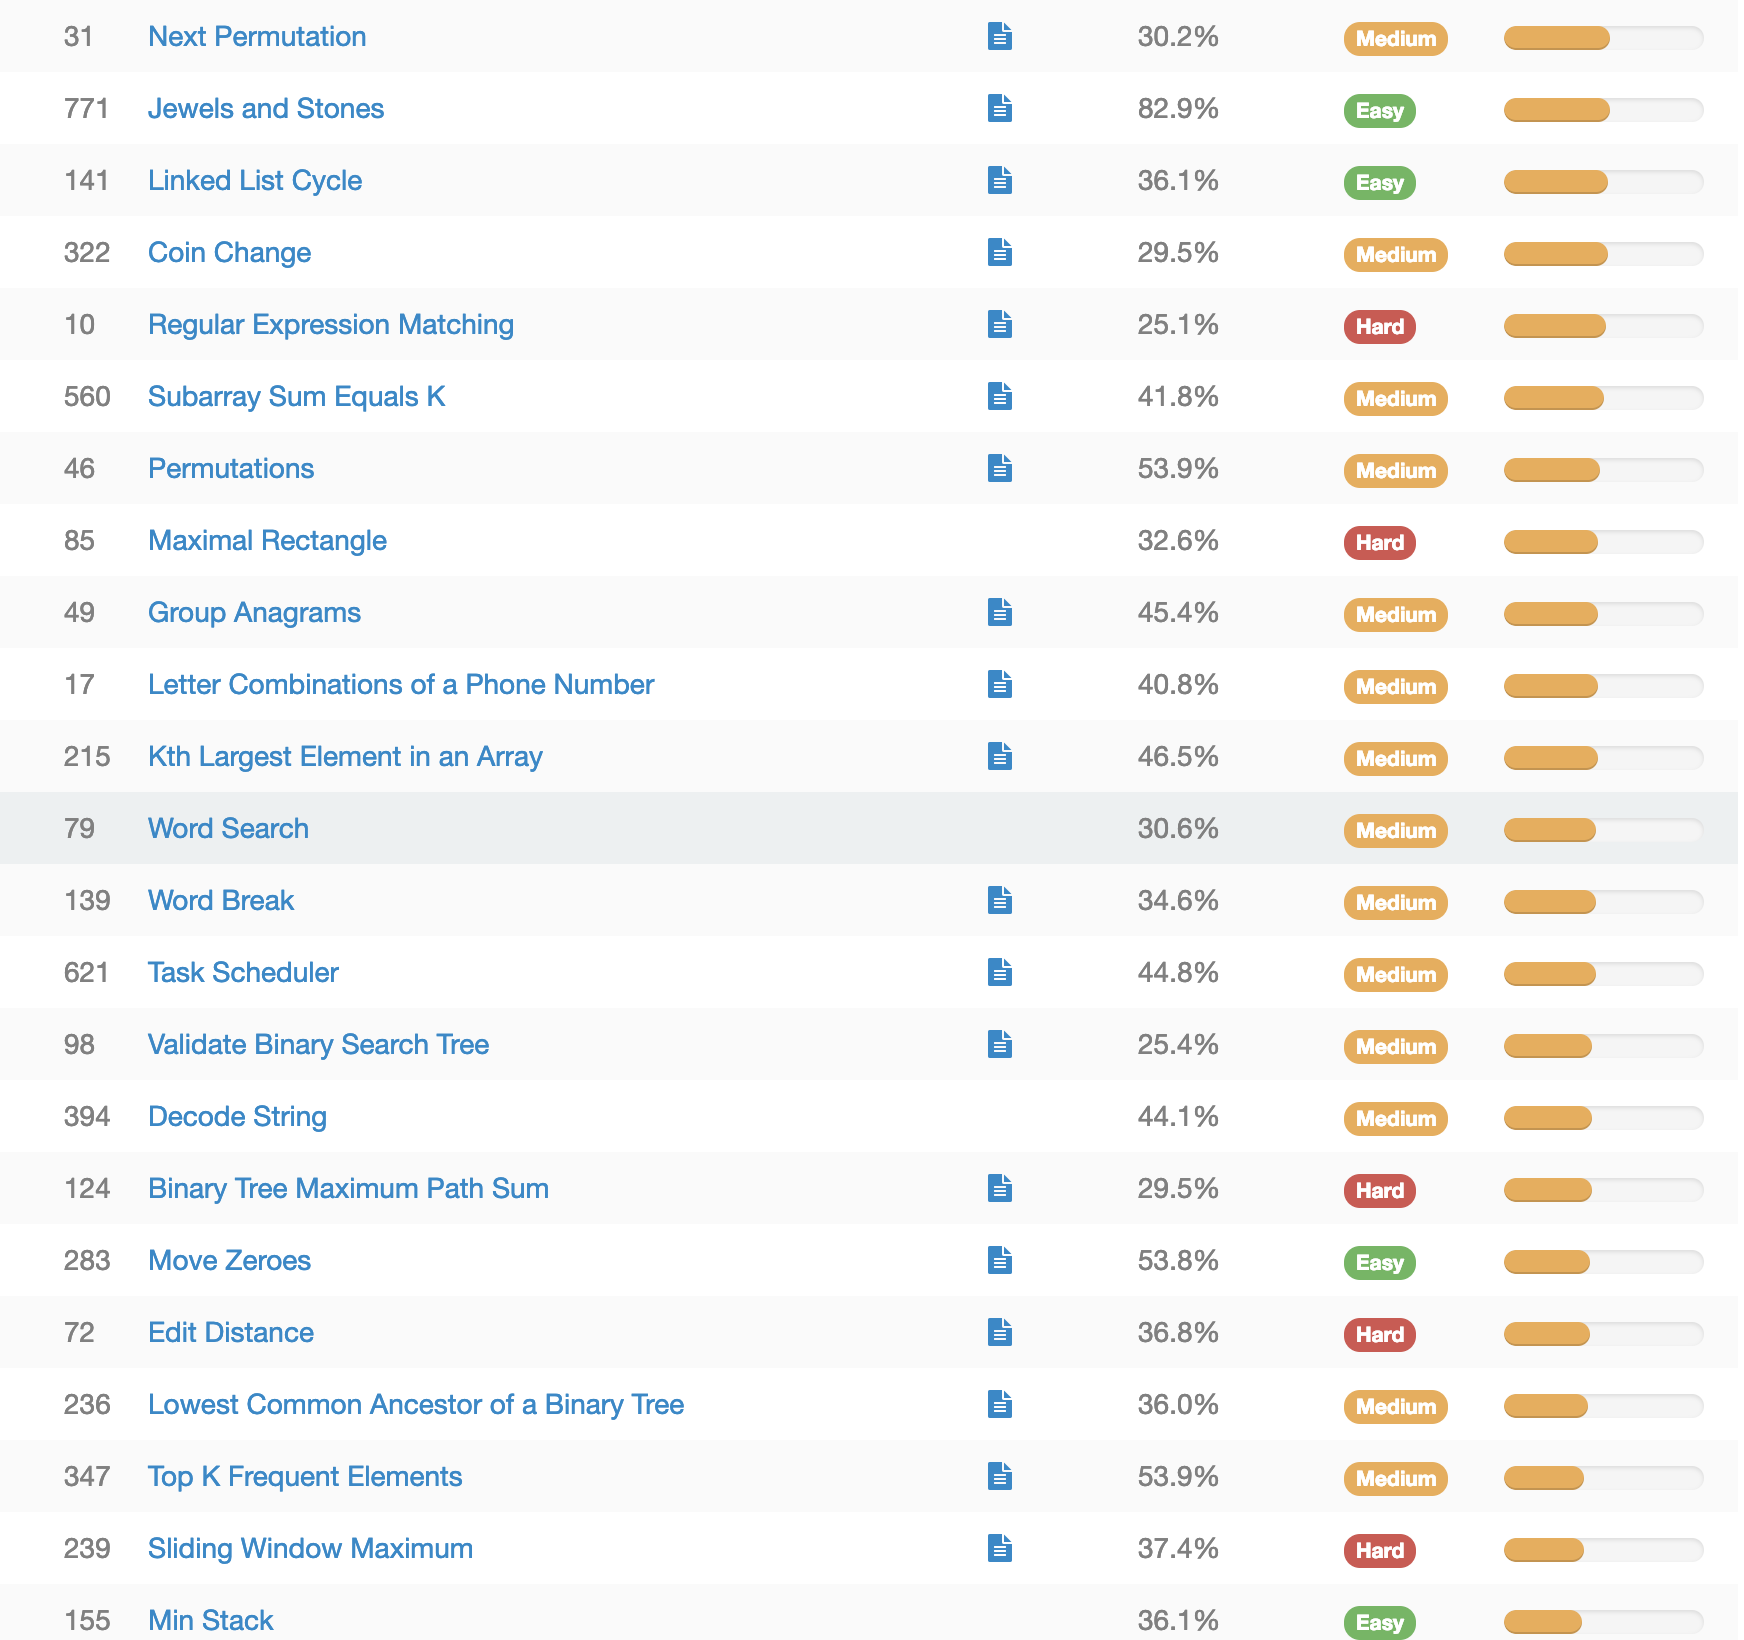 31 Next Permutation 30.2% Medium
771 Jewels and Stones 82.9% Easy
141 Linked List Cycle 36.1% Easy
322 Coin Change 29.5% Medium
10 Regular Expression Matching 25.1% Hard
560 Subarray Sum Equals K 41.8% Medium
46 Permutations 53.9% Medium
85 Maximal Rectangle 32.6% Hard
49 Group Anagrams 45.4% Medium
17 Letter Combinations of a Phone Number 40.8% Medium
215 Kth Largest Element in an Array 46.5% Medium
79 Word Search 30.6% Medium
139 Word Break 34.6% Medium
621 Task Scheduler 44.8% Medium
98 Validate Binary Search Tree 25.4% Medium
394 Decode String 44.1% Medium
124 Binary Tree Maximum Path Sum 29.5% Hard
283 Move Zeroes 53.8% Easy
72 Edit Distance 36.8% Hard
236 Lowest Common Ancestor of a Binary Tree 36.0% Medium
347 Top K Frequent Elements 53.9% Medium
239 Sliding Window Maximum 37.4% Hard
155 Min Stack 36.1% Easy